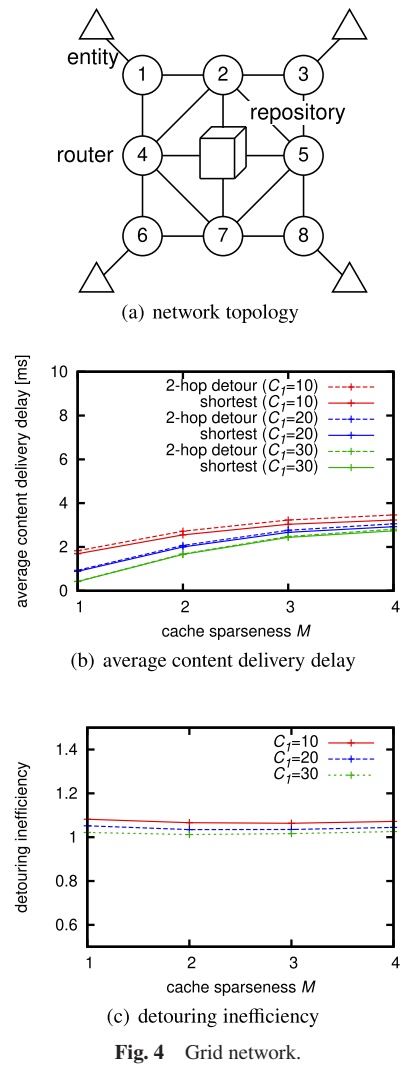 entity
1
2
3
repository
router
4
5
6
7
8
(a) network topology
average content delivery delay [ms]
10
8
6
4
2
0
2-hop detour (C1=10)
shortest (C1=10)
2-hop detour (C1=20)
shortest (C1=20)
2-hop detour (C1=30)
shortest (C1=30)
1 2 3 4
cache sparseness M
(b) average content delivery delay
detouring inefficiency
1.4
1.2
1
0.8
0.6
C1=10
C1=20
C1=30
1 2 3 4
cache sparseness M
(c) detouring inefficiency
Fig. 4 Grid network.